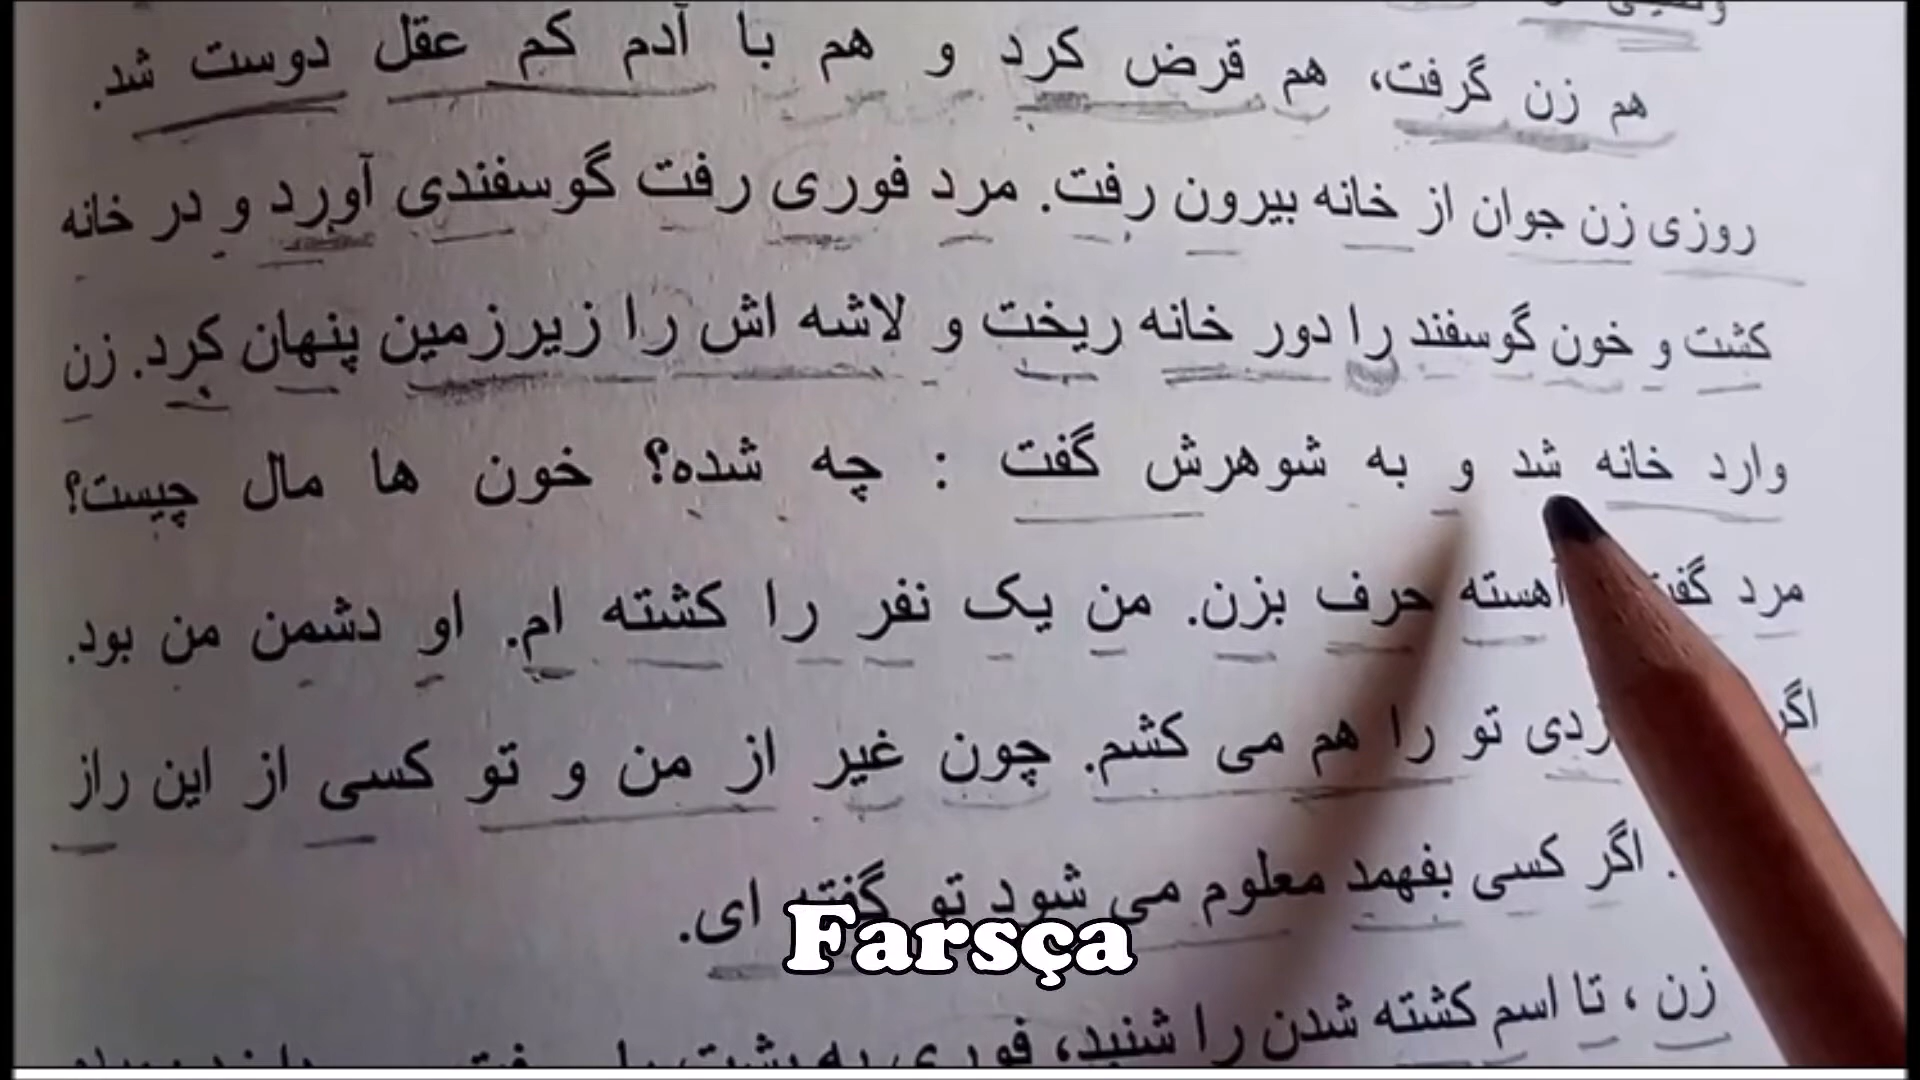 هم زن گرفت، هم قرض کرد و هم با آدم کم عقل دوست شد.
روزی زن جوان از خانه بیرون رفت. مرد فوری رفت گوسفندی آورد و در خانه
کشت و خون گوسفند را دور خانه ریخت و لاشه اش را زیرزمین پنهان کرد. زن
وارد خانه شد و به شوهرش گفت : چه شده؟ خون ها مال چیست؟
مرد اهسته حرف بزن. من یک نفر را کشته ام. او دشمن من بود.
تو را هم می کشم. چون غیر از من و تو کسی از این راز
. اگر کسی بفهمد معلوم می شود تو گفته ای.
Farsça
زن ، تا اسم کشته شدن را شنید، فوری به پشت